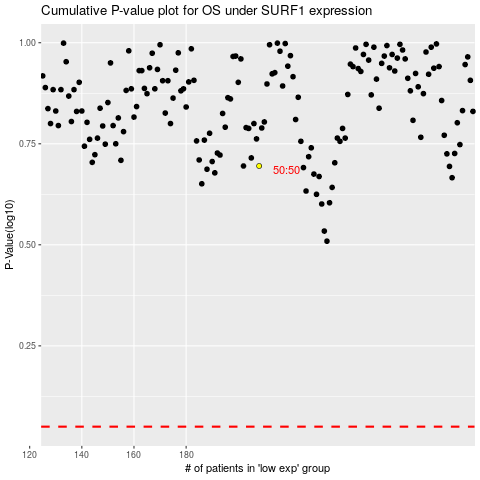 Cumulative P-value plot for OS under SURF1 expression
P-Value(log10)
1.00
0.75
0.50
0.25
50:50
120 140 160 180
# of patients in 'low exp' group